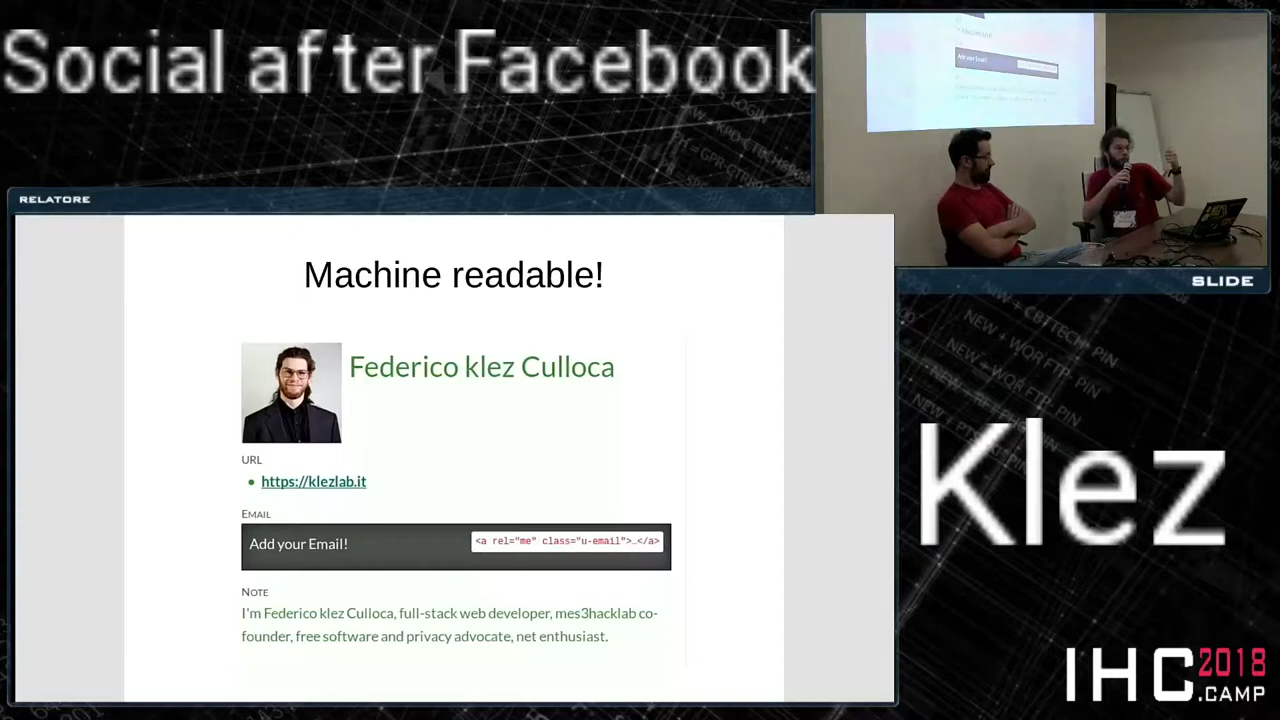 Social after Facebook
RELATORE
SLIDE
Machine readable!
Federico klez Culloca
URL
https://klezlab.it
EMAIL
Add your Email!
<a rel="me" class="u-email">…</a>
NOTE
I'm Federico klez Culloca, full-stack web developer, mes3hacklab co-
founder, free software and privacy advocate, net enthusiast.
Klez
IHC2018
.CAMP